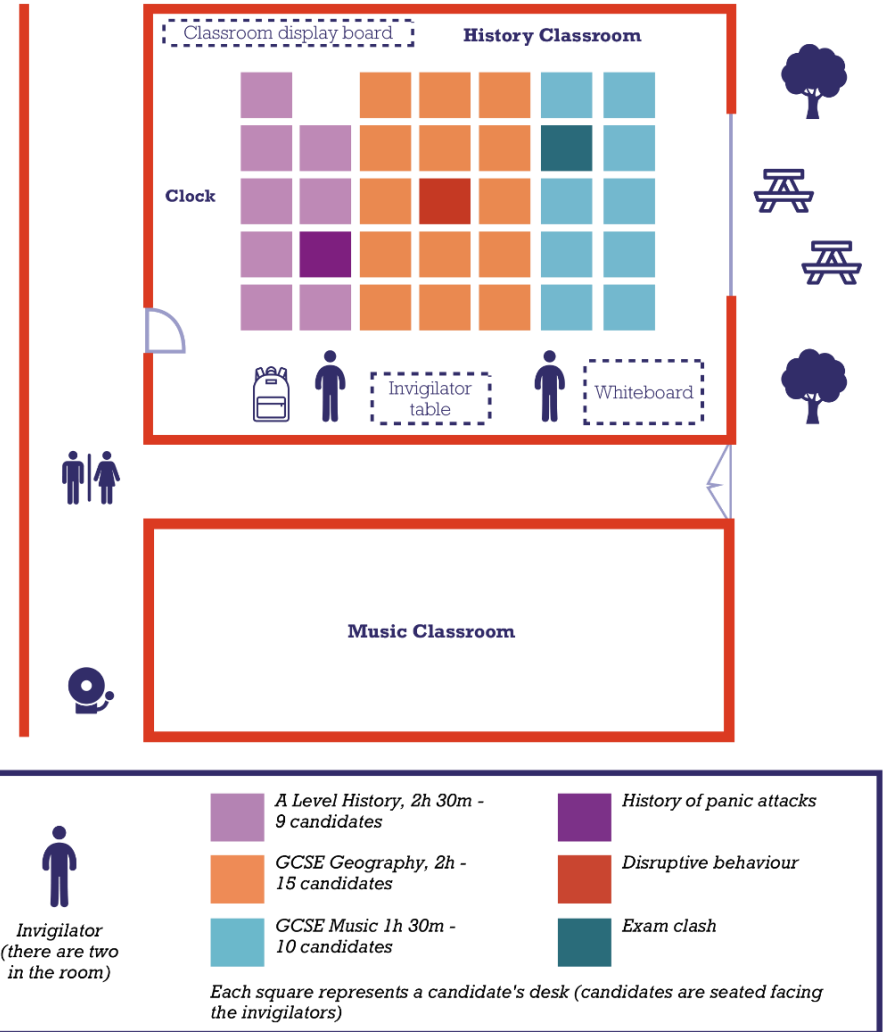 Classroom display board
History Classroom
Clock
Invigilator
table
Whiteboard
Music Classroom
Invigilator
(there are two
in the room)
A Level History, 2h 30m -
9 candidates
GCSE Geography, 2h -
15 candidates
GCSE Music 1h 30m -
10 candidates
History of panic attacks
Disruptive behaviour
Exam clash
Each square represents a candidate's desk (candidates are seated facing
the invigilators)